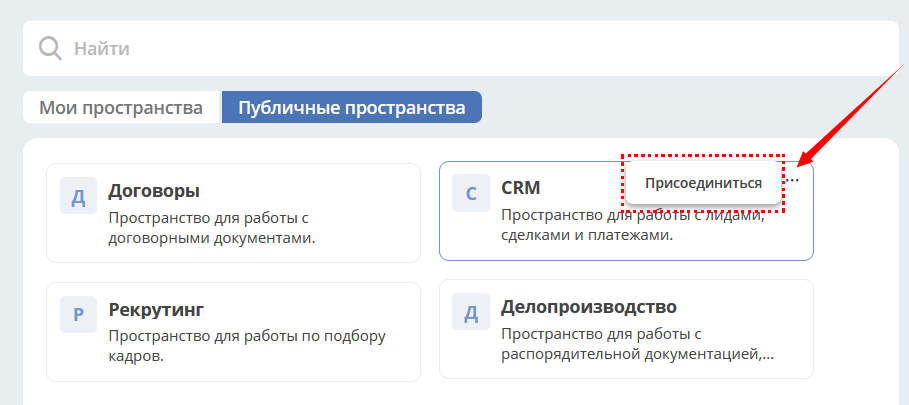 Найти
Мои пространства
Публичные пространства
Д
Договоры
Пространство для работы с
договорными документами.
C
CRM
Присоединиться
...
Пространство для работы с лидами,
сделками и платежами.
Р
Рекрутинг
Пространство для работы по подбору
кадров.
Д
Делопроизводство
Пространство для работы с
распорядительной документацией,...